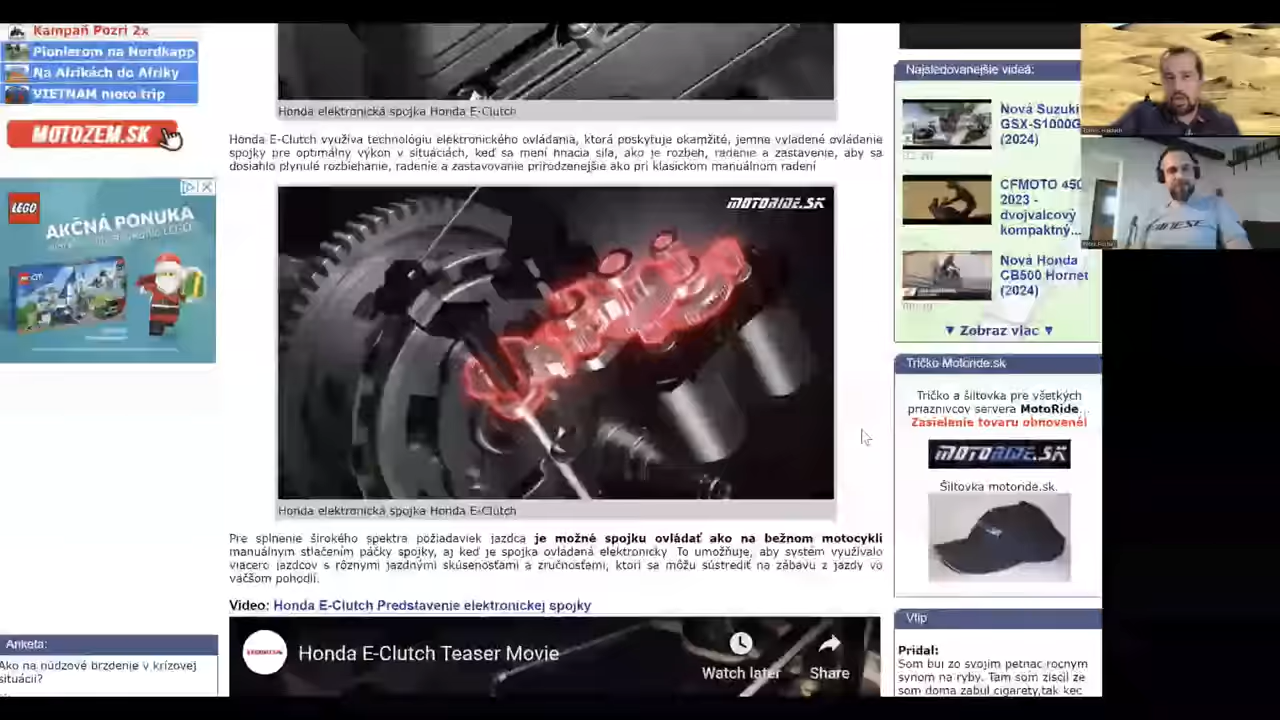 Kampaň Pozri 2x
Pionierom na Nordkapp
Na Afrikách do Afriky
VIETNAM moto trip
MOTOZEM.SK
LEGO
AKČNÁ PONUKA
Anketa:
Ako na núdzové brzdenie v krízovej
situácii?
Honda elektronická spojka Honda E-Clutch
Honda E-Clutch využíva technológiu elektronického ovládania, ktorá poskytuje okamžité, jemne vyladené ovládanie
spojky pre optimálny výkon v situáciách, keď sa mení hnacia sila, ako je rozbeh, radenie a zastavenie, aby sa
dosiahlo plynulé rozbiehanie, radenie a zastavovanie prirodzenejšie ako pri klasickom manuálnom radení
MOTORIDE.SK
Honda elektronická spojka Honda E-Clutch
Pre splnenie širokého spektra požiadaviek jazdca je možné spojku ovládať ako na bežnom motocykli
manuálnym stlačením páčky spojky, aj keď je spojka ovládaná elektronicky. To umožňuje, aby systém využívalo
viacero jazdcov s rôznymi jazdnými skúsenosťami a zručnosťami, ktorí sa môžu sústrediť na zábavu z jazdy vo
väčšom pohodlí.
Video: Honda E-Clutch Predstavenie elektronickej spojky
Honda E-Clutch Teaser Movie
Watch later
Share
Najsledovanejšie videá:
Nová Suzuki
GSX-S1000G
(2024)
CFMOTO 450
2023 -
dvojvalcový
kompaktný...
Nová Honda
CB500 Hornet
(2024)
▼ Zobraz viac ▼
Tričko Motoride.sk
Tričko a šiltovka pre všetkých
priaznivcov servera MotoRide...
Zasielanie tovaru obnovené!
MOTORIDE.SK
Šiltovka motoride.sk.
Vtip
Pridal:
Som bul zo svojim petnac rocnym
synom na ryby. Tam som ziscil ze
som doma zabul cigarety,tak kec